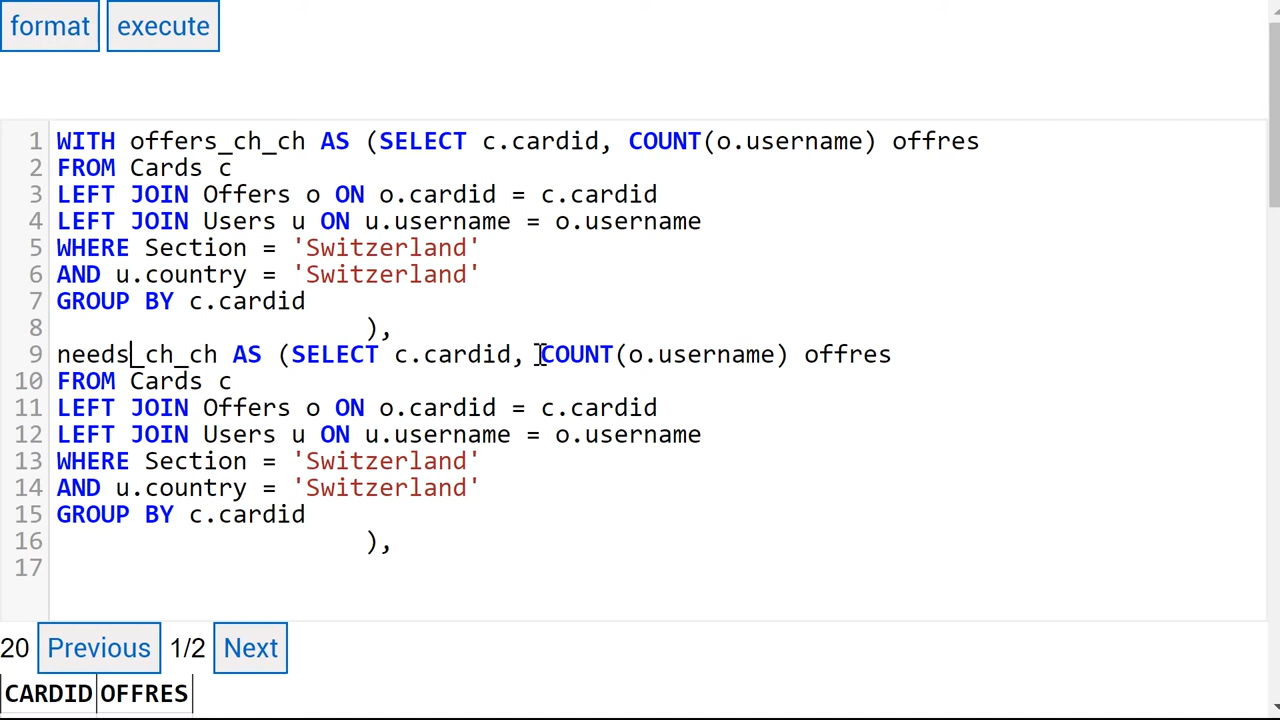 format execute
1 WITH offers_ch_ch AS (SELECT c.cardid, COUNT(o.username) offres
2 FROM Cards c
3 LEFT JOIN Offers o ON o.cardid = c.cardid
4 LEFT JOIN Users u ON u.username = o.username
5 WHERE Section = 'Switzerland'
6 AND u.country = 'Switzerland'
7 GROUP BY c.cardid
8 ),
9 needs_ch_ch AS (SELECT c.cardid, COUNT(o.username) offres
10 FROM Cards c
11 LEFT JOIN Offers o ON o.cardid = c.cardid
12 LEFT JOIN Users u ON u.username = o.username
13 WHERE Section = 'Switzerland'
14 AND u.country = 'Switzerland'
15 GROUP BY c.cardid
16 ),
17
20 Previous 1/2 Next
CARDID OFFRES